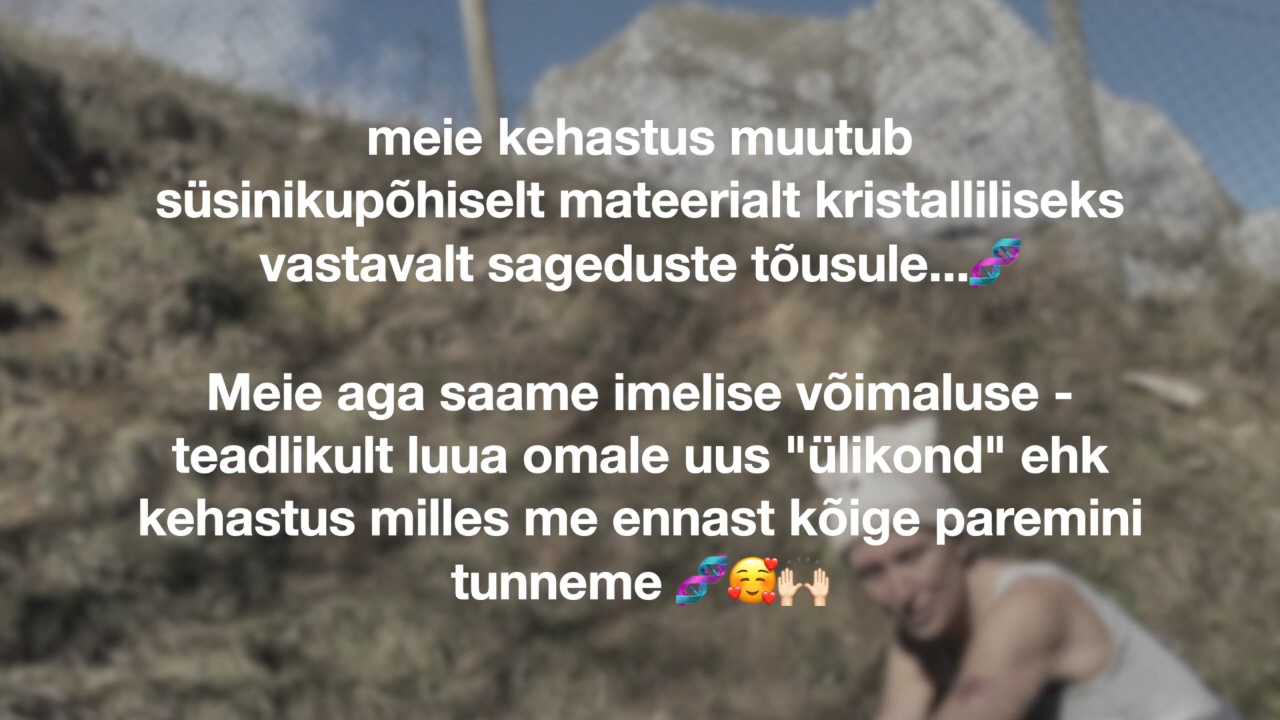 meie kehastus muutub
süsinikupõhiselt mateerialt kristalliliseks
vastavalt sageduste tõusule...🧬
Meie aga saame imelise võimaluse -
teadlikult luua omale uus "ülikond" ehk
kehastus milles me ennast kõige paremini
tunneme 🧬🥰🙌🏻